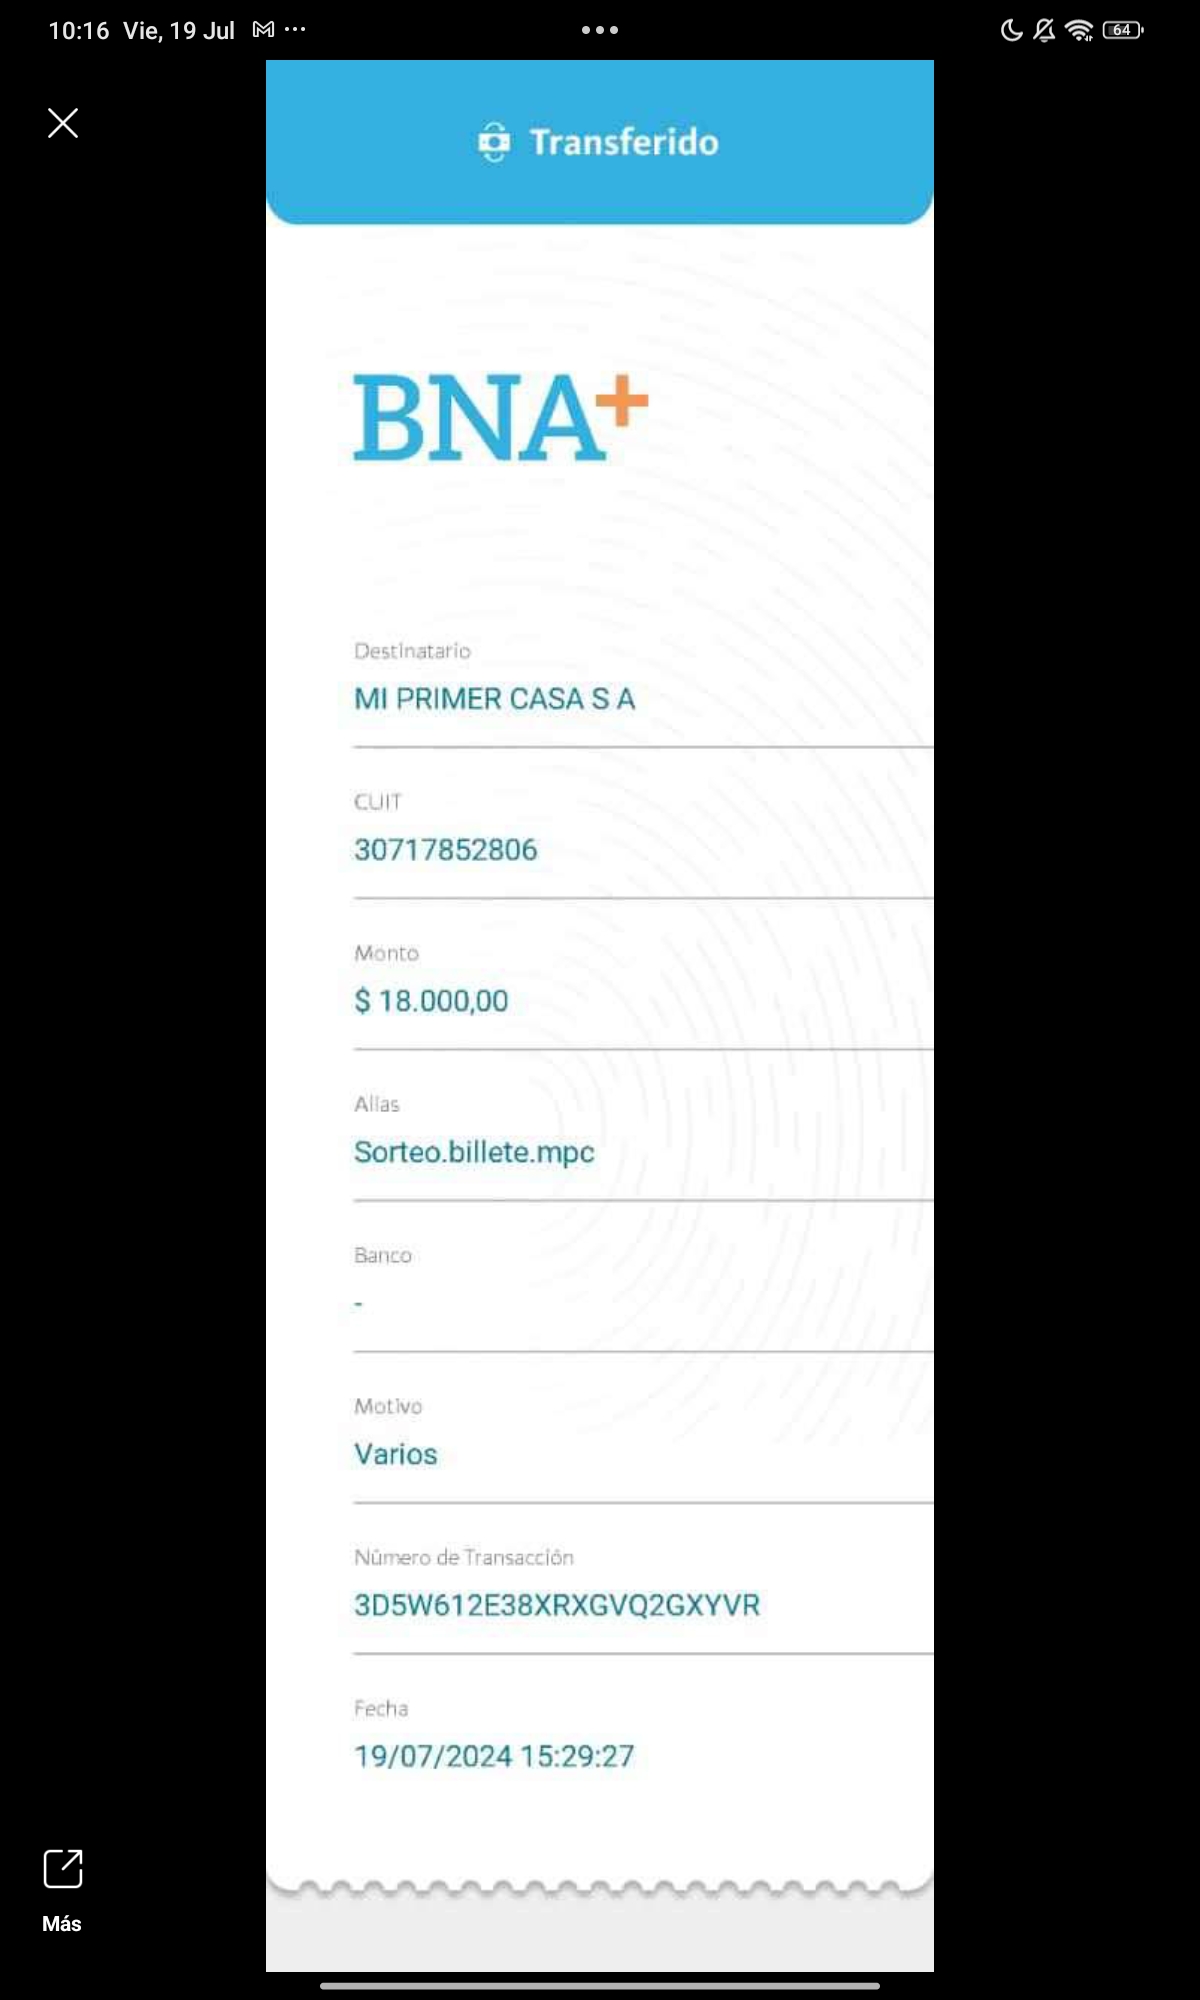 10:16 Vie, 19 Jul
64
Transferido
BNA+
Destinatario
MI PRIMER CASA S A
CUIT
30717852806
Monto
$ 18.000,00
Alias
Sorteo.billete.mpc
Banco
-
Motivo
Varios
Número de Transacción
3D5W612E38XRXGVQ2GXYVR
Fecha
19/07/2024 15:29:27
Más